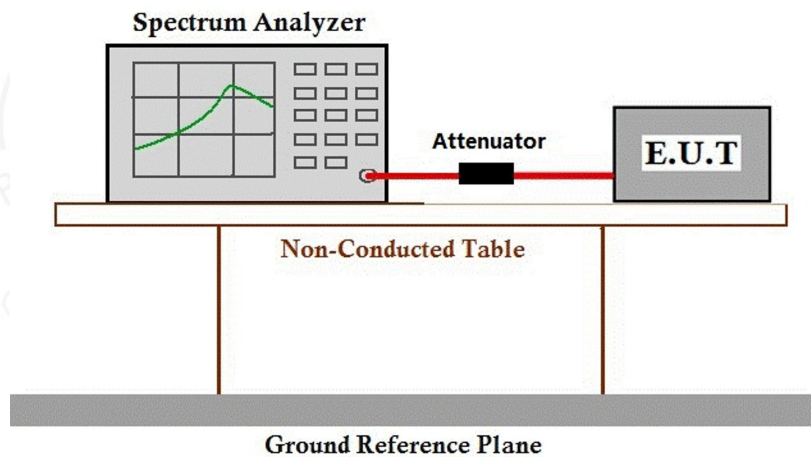 Spectrum Analyzer
Attenuator
E.U.T
Non-Conducted Table
Ground Reference Plane